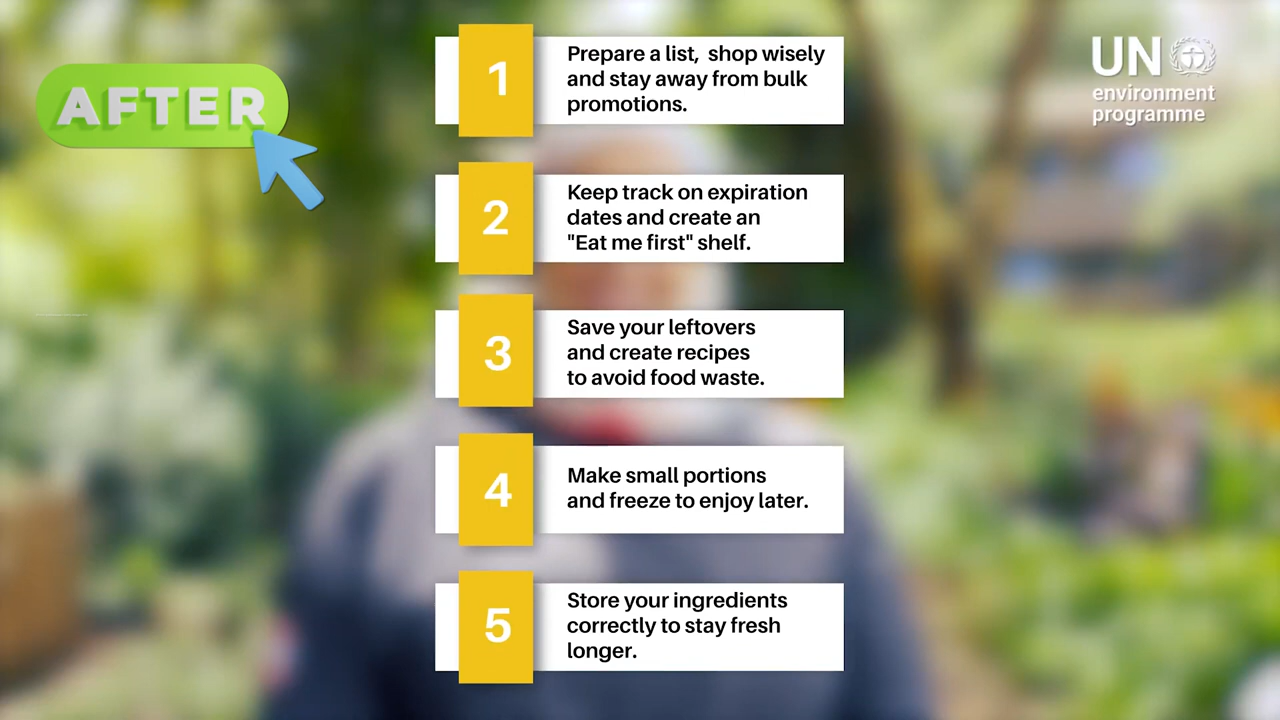 AFTER
UN
environment
programme
1
Prepare a list,  shop wisely
and stay away from bulk
promotions.
2
Keep track on expiration
dates and create an
"Eat me first" shelf.
3
Save your leftovers
and create recipes
to avoid food waste.
4
Make small portions
and freeze to enjoy later.
5
Store your ingredients
correctly to stay fresh
longer.